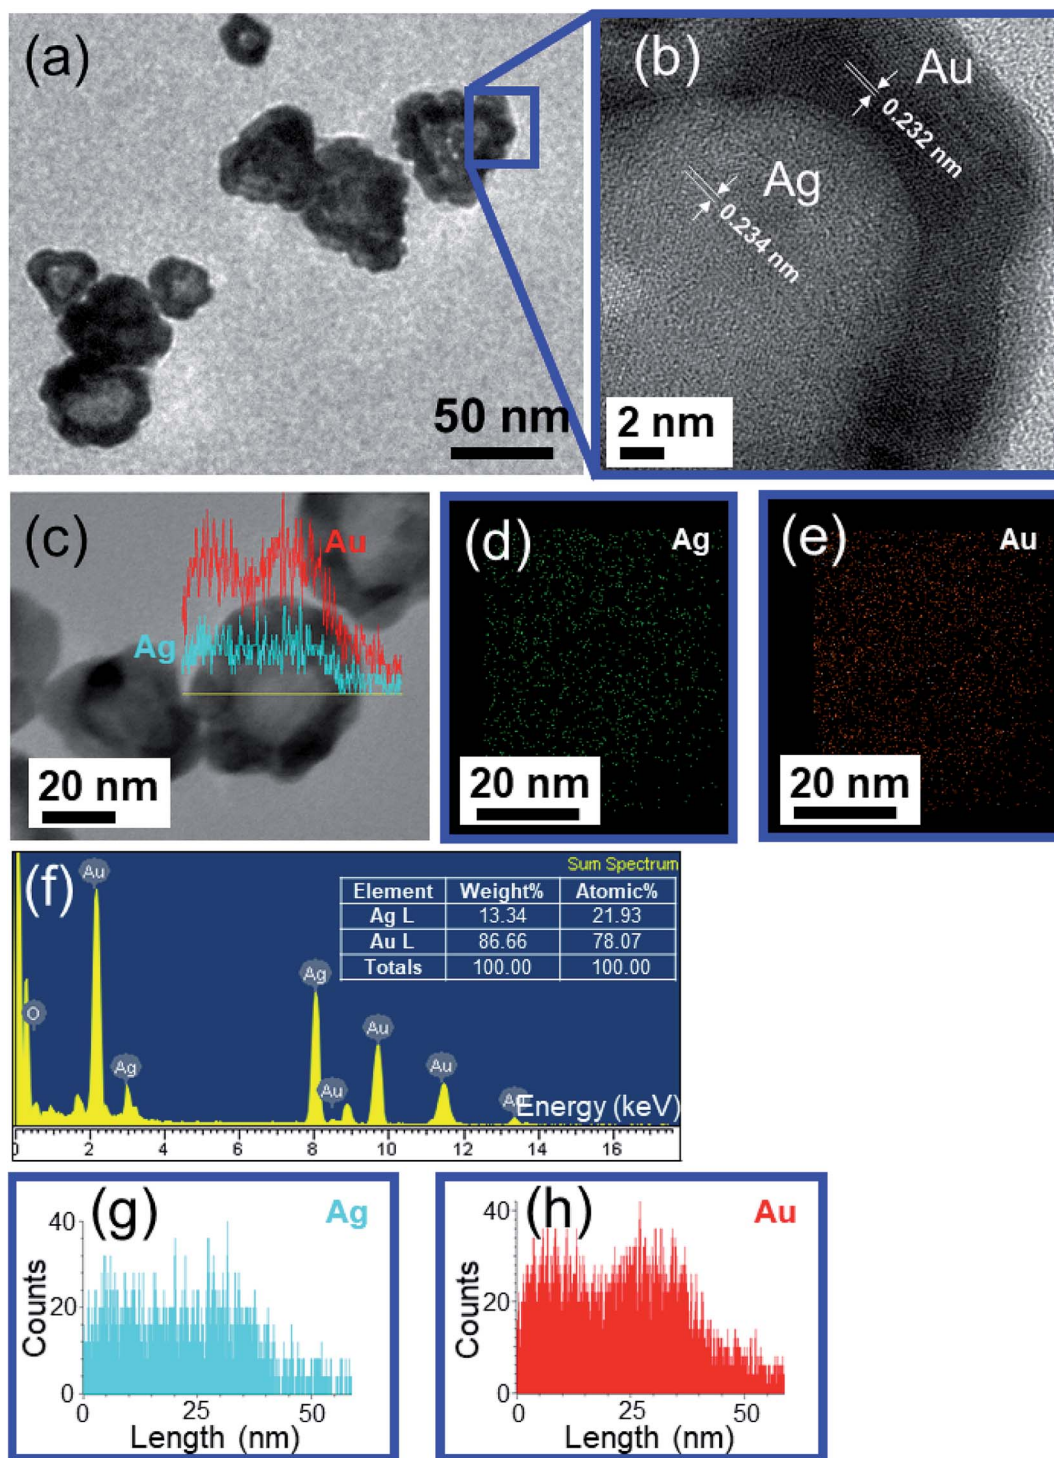 (a)
50 nm
(b)
Au
0.232 nm
Ag
0.234 nm
2 nm
(c)
Au
Ag
20 nm
(d)
Ag
20 nm
(e)
Au
20 nm
(f)
Sum Spectrum
Element Weight% Atomic%
Ag L 13.34 21.93
Au L 86.66 78.07
Totals 100.00 100.00
Au
O
Ag
Ag
Au
Au
Au
Energy (keV)
0 2 4 6 8 10 12 14 16
(g)
Ag
40
20
0
Counts
0 25 50
Length (nm)
(h)
Au
40
20
0
Counts
0 25 50
Length (nm)